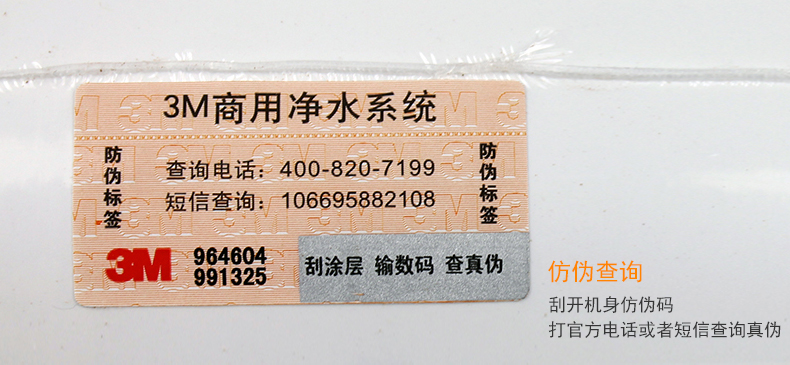 3M商用净水系统
防伪标签
查询电话：400-820-7199
短信查询：106695882108
防伪标签
3M
964604
991325
刮涂层 输数码 查真伪
仿伪查询
刮开机身仿伪码
打官方电话或者短信查询真伪